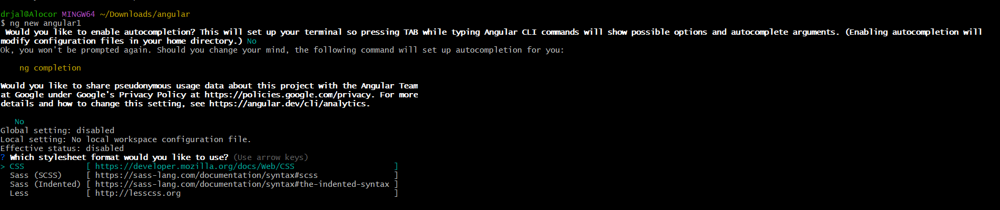 drjal@Alocor MINGW64 ~/Downloads/angular
$ ng new angular1
Would you like to enable autocompletion? This will set up your terminal so pressing TAB while typing Angular CLI commands will show possible options and autocomplete arguments. (Enabling autocompletion will
modify configuration files in your home directory.) No
Ok, you won't be prompted again. Should you change your mind, the following command will set up autocompletion for you:
ng completion
Would you like to share pseudonymous usage data about this project with the Angular Team
at Google under Google's Privacy Policy at https://policies.google.com/privacy. For more
details and how to change this setting, see https://angular.dev/cli/analytics.
No
Global setting: disabled
Local setting: No local workspace configuration file.
Effective status: disabled
? Which stylesheet format would you like to use? (Use arrow keys)
> CSS [ https://developer.mozilla.org/docs/Web/CSS ]
Sass (SCSS) [ https://sass-lang.com/documentation/syntax#scss ]
Sass (Indented) [ https://sass-lang.com/documentation/syntax#the-indented-syntax ]
Less [ http://lesscss.org ]